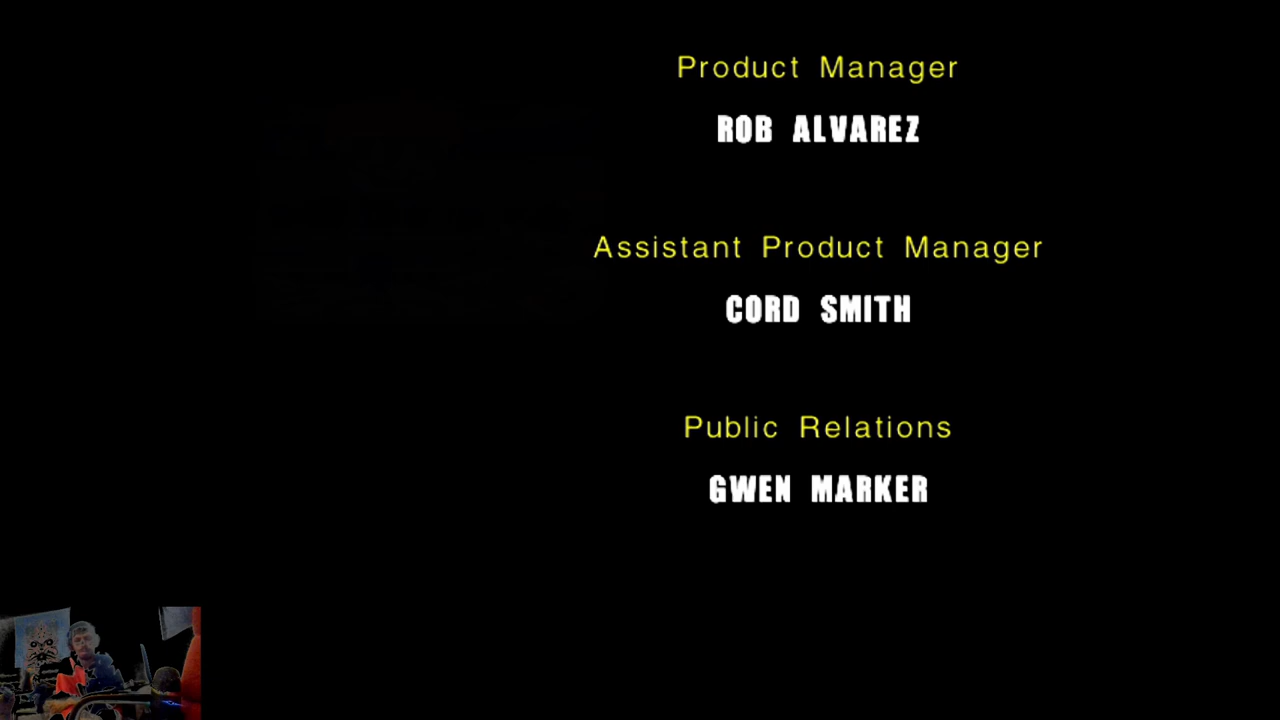 Product Manager
ROB ALVAREZ
Assistant Product Manager
CORD SMITH
Public Relations
GWEN MARKER